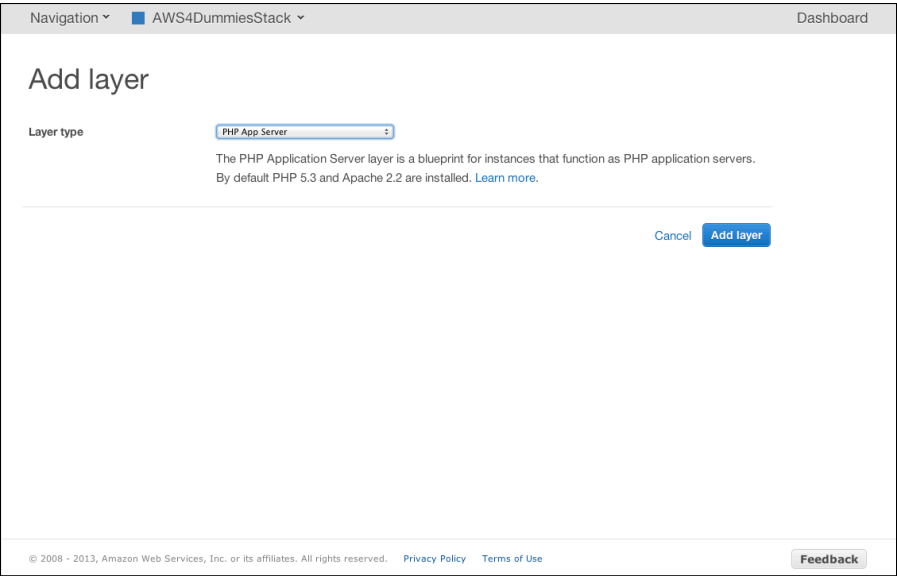 Navigation AWS4DummiesStack Dashboard
Add layer
Layer type PHP App Server
The PHP Application Server layer is a blueprint for instances that function as PHP application servers.
By default PHP 5.3 and Apache 2.2 are installed. Learn more.
Cancel Add layer
© 2008 - 2013, Amazon Web Services, Inc. or its affiliates. All rights reserved. Privacy Policy Terms of Use Feedback